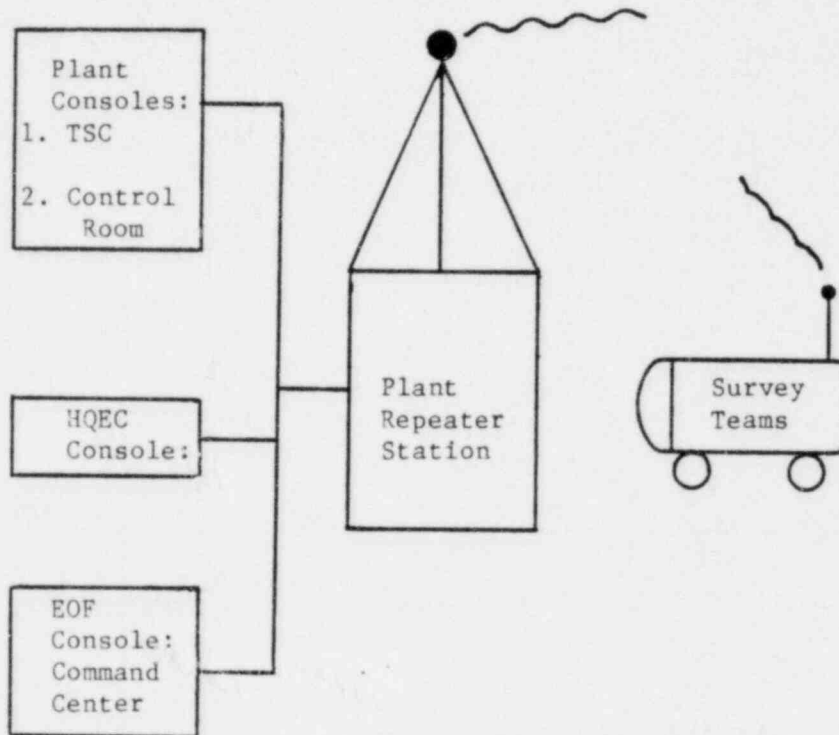 Plant
Consoles:
1. TSC
2. Control
Room
HQEC
Console:
EOF
Console:
Command
Center
Plant
Repeater
Station
Survey
Teams